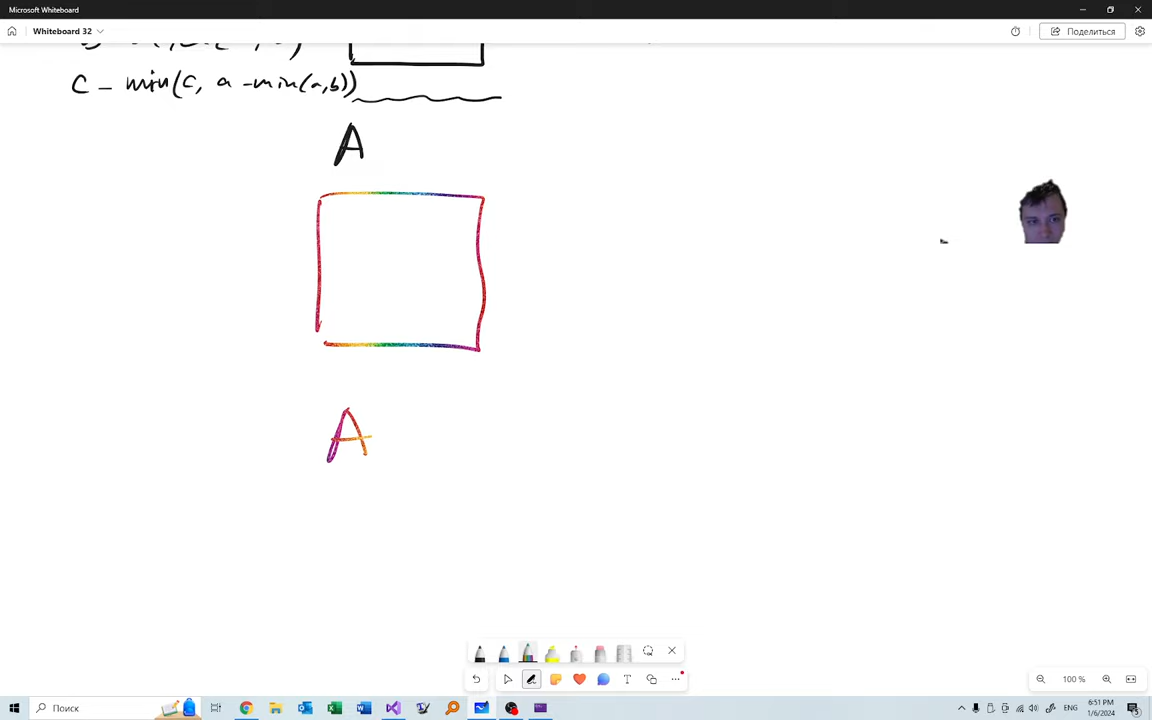 Microsoft Whiteboard
Whiteboard 32
Поделиться
C - min(C, a - min(a,b))
A
A
100 %
Поиск
ENG
6:51 PM
1/6/2024